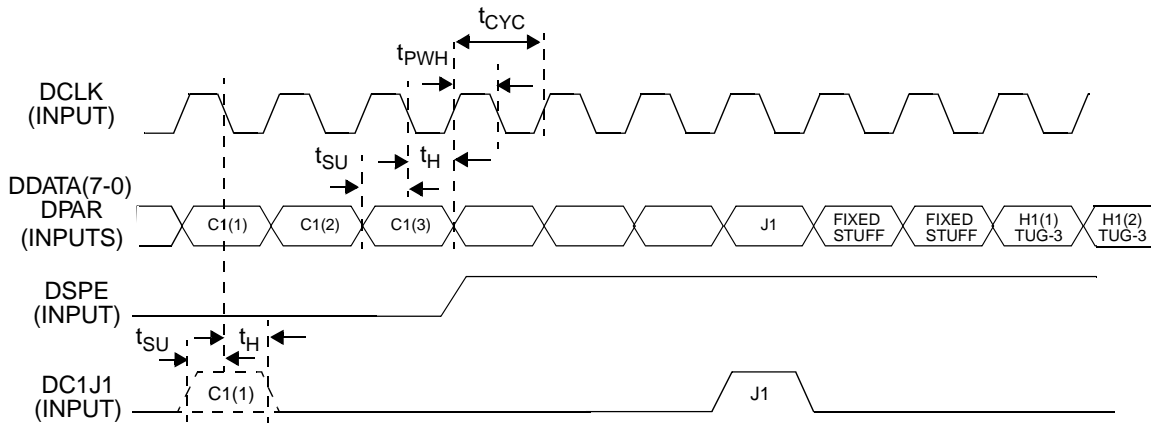 tCYC
tPWH
DCLK
(INPUT)
tSU
tH
DDATA(7-0)
DPAR
(INPUTS)
C1(1)
C1(2)
C1(3)
J1
FIXED
STUFF
FIXED
STUFF
H1(1)
TUG-3
H1(2)
TUG-3
DSPE
(INPUT)
tSU
tH
DC1J1
(INPUT)
C1(1)
J1